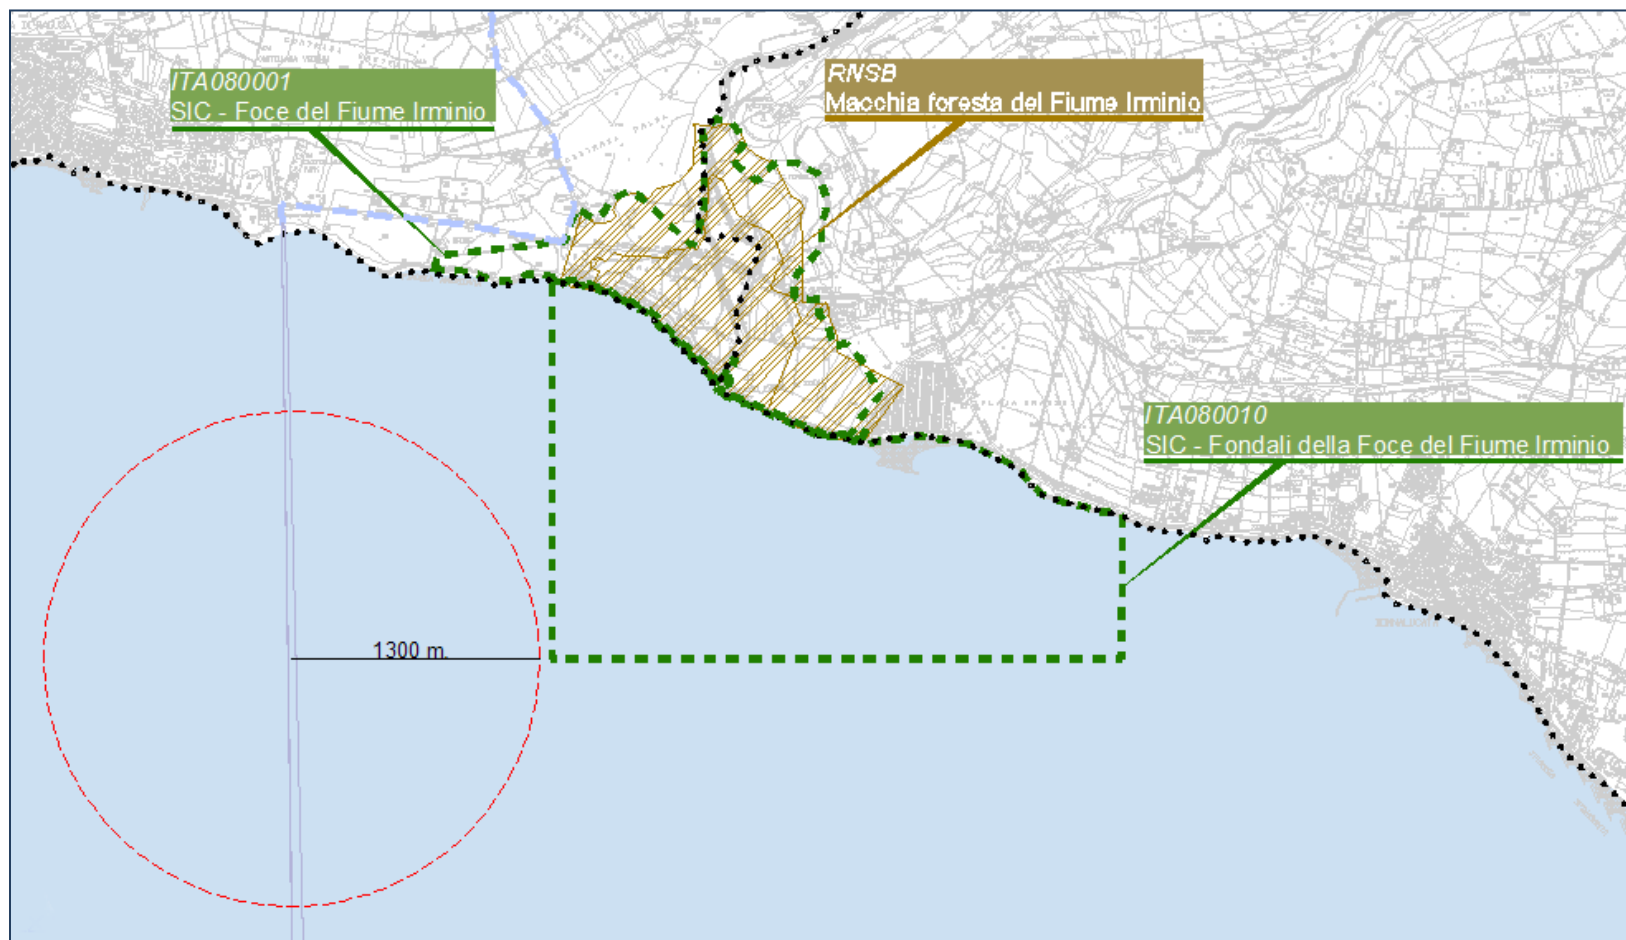 ITA080001
SIC - Foce del Fiume Irminio
RNSB
Macchia foresta del Fiume Irminio
ITA080010
SIC - Fondali della Foce del Fiume Irminio
1300 m.